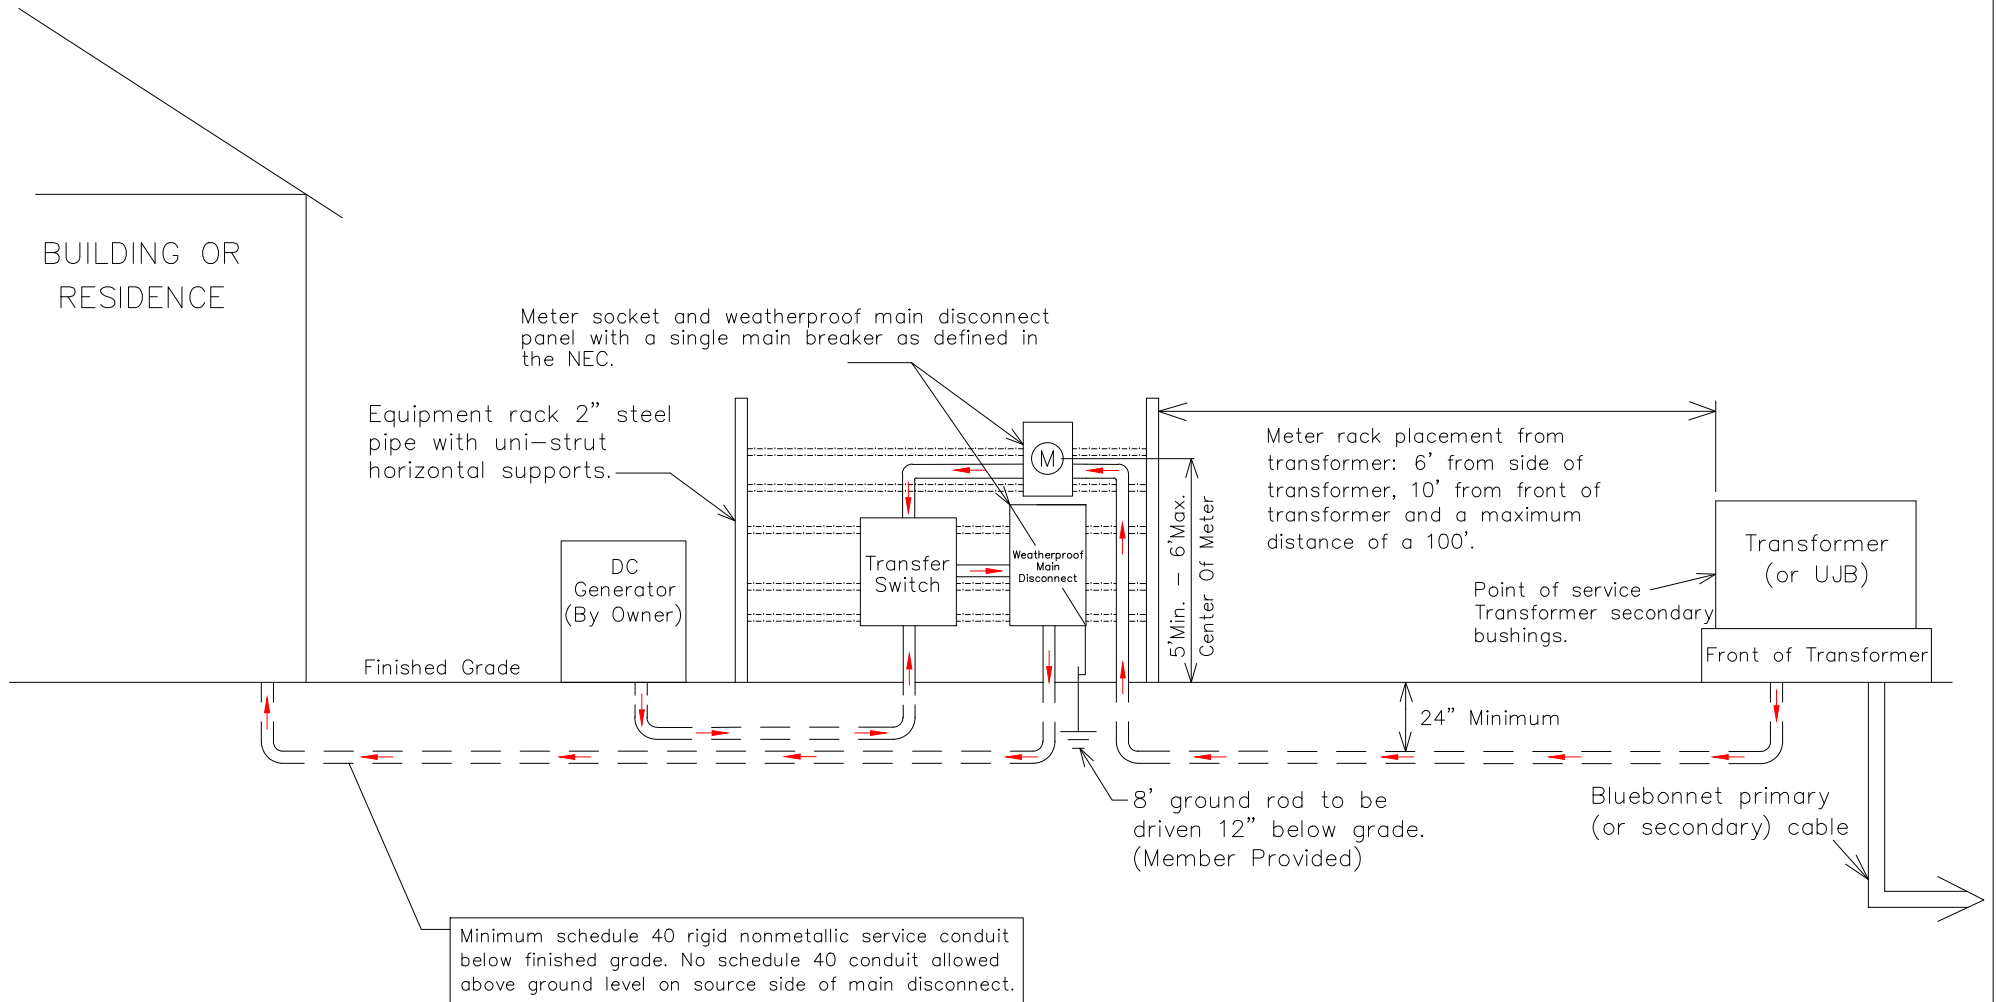 BUILDING OR
RESIDENCE
Meter socket and weatherproof main disconnect
panel with a single main breaker as defined in
the NEC.
Equipment rack 2" steel
pipe with uni-strut
horizontal supports.
M
Meter rack placement from
transformer: 6' from side of
transformer, 10' from front of
transformer and a maximum
distance of a 100'.
5'Min. - 6'Max.
Center Of Meter
Transfer
Switch
Weatherproof
Main
Disconnect
DC
Generator
(By Owner)
Transformer
(or UJB)
Point of service
Transformer secondary
bushings.
Front of Transformer
Finished Grade
24" Minimum
8' ground rod to be
driven 12" below grade.
(Member Provided)
Bluebonnet primary
(or secondary) cable
Minimum schedule 40 rigid nonmetallic service conduit
below finished grade. No schedule 40 conduit allowed
above ground level on source side of main disconnect.